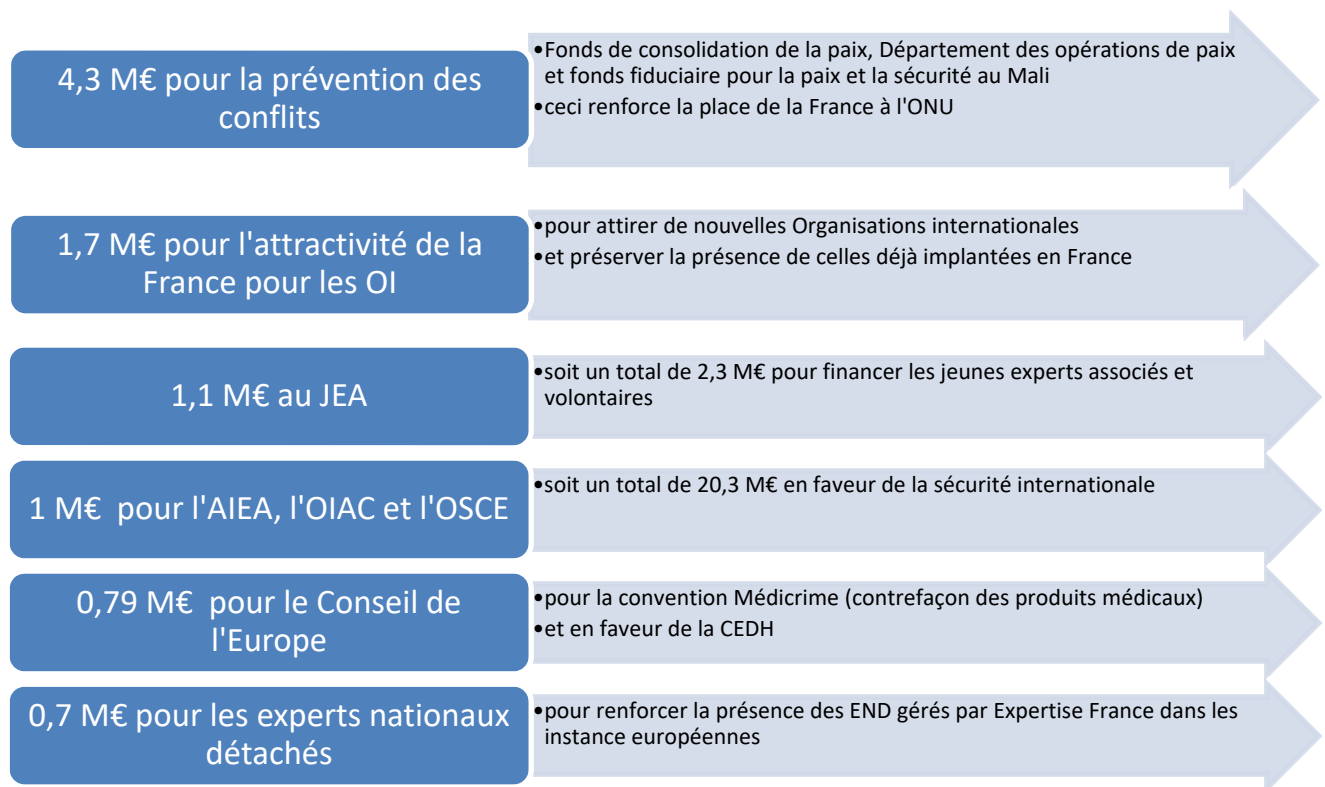 4,3 M€ pour la prévention des
conflits
•Fonds de consolidation de la paix, Département des opérations de paix
et fonds fiduciaire pour la paix et la sécurité au Mali
•ceci renforce la place de la France à l'ONU
1,7 M€ pour l'attractivité de la
France pour les OI
•pour attirer de nouvelles Organisations internationales
•et préserver la présence de celles déjà implantées en France
1,1 M€ au JEA
•soit un total de 2,3 M€ pour financer les jeunes experts associés et
volontaires
1 M€  pour l'AIEA, l'OIAC et l'OSCE
•soit un total de 20,3 M€ en faveur de la sécurité internationale
0,79 M€  pour le Conseil de
l'Europe
•pour la convention Médicrime (contrefaçon des produits médicaux)
•et en faveur de la CEDH
0,7 M€ pour les experts nationaux
détachés
•pour renforcer la présence des END gérés par Expertise France dans les
instance européennes